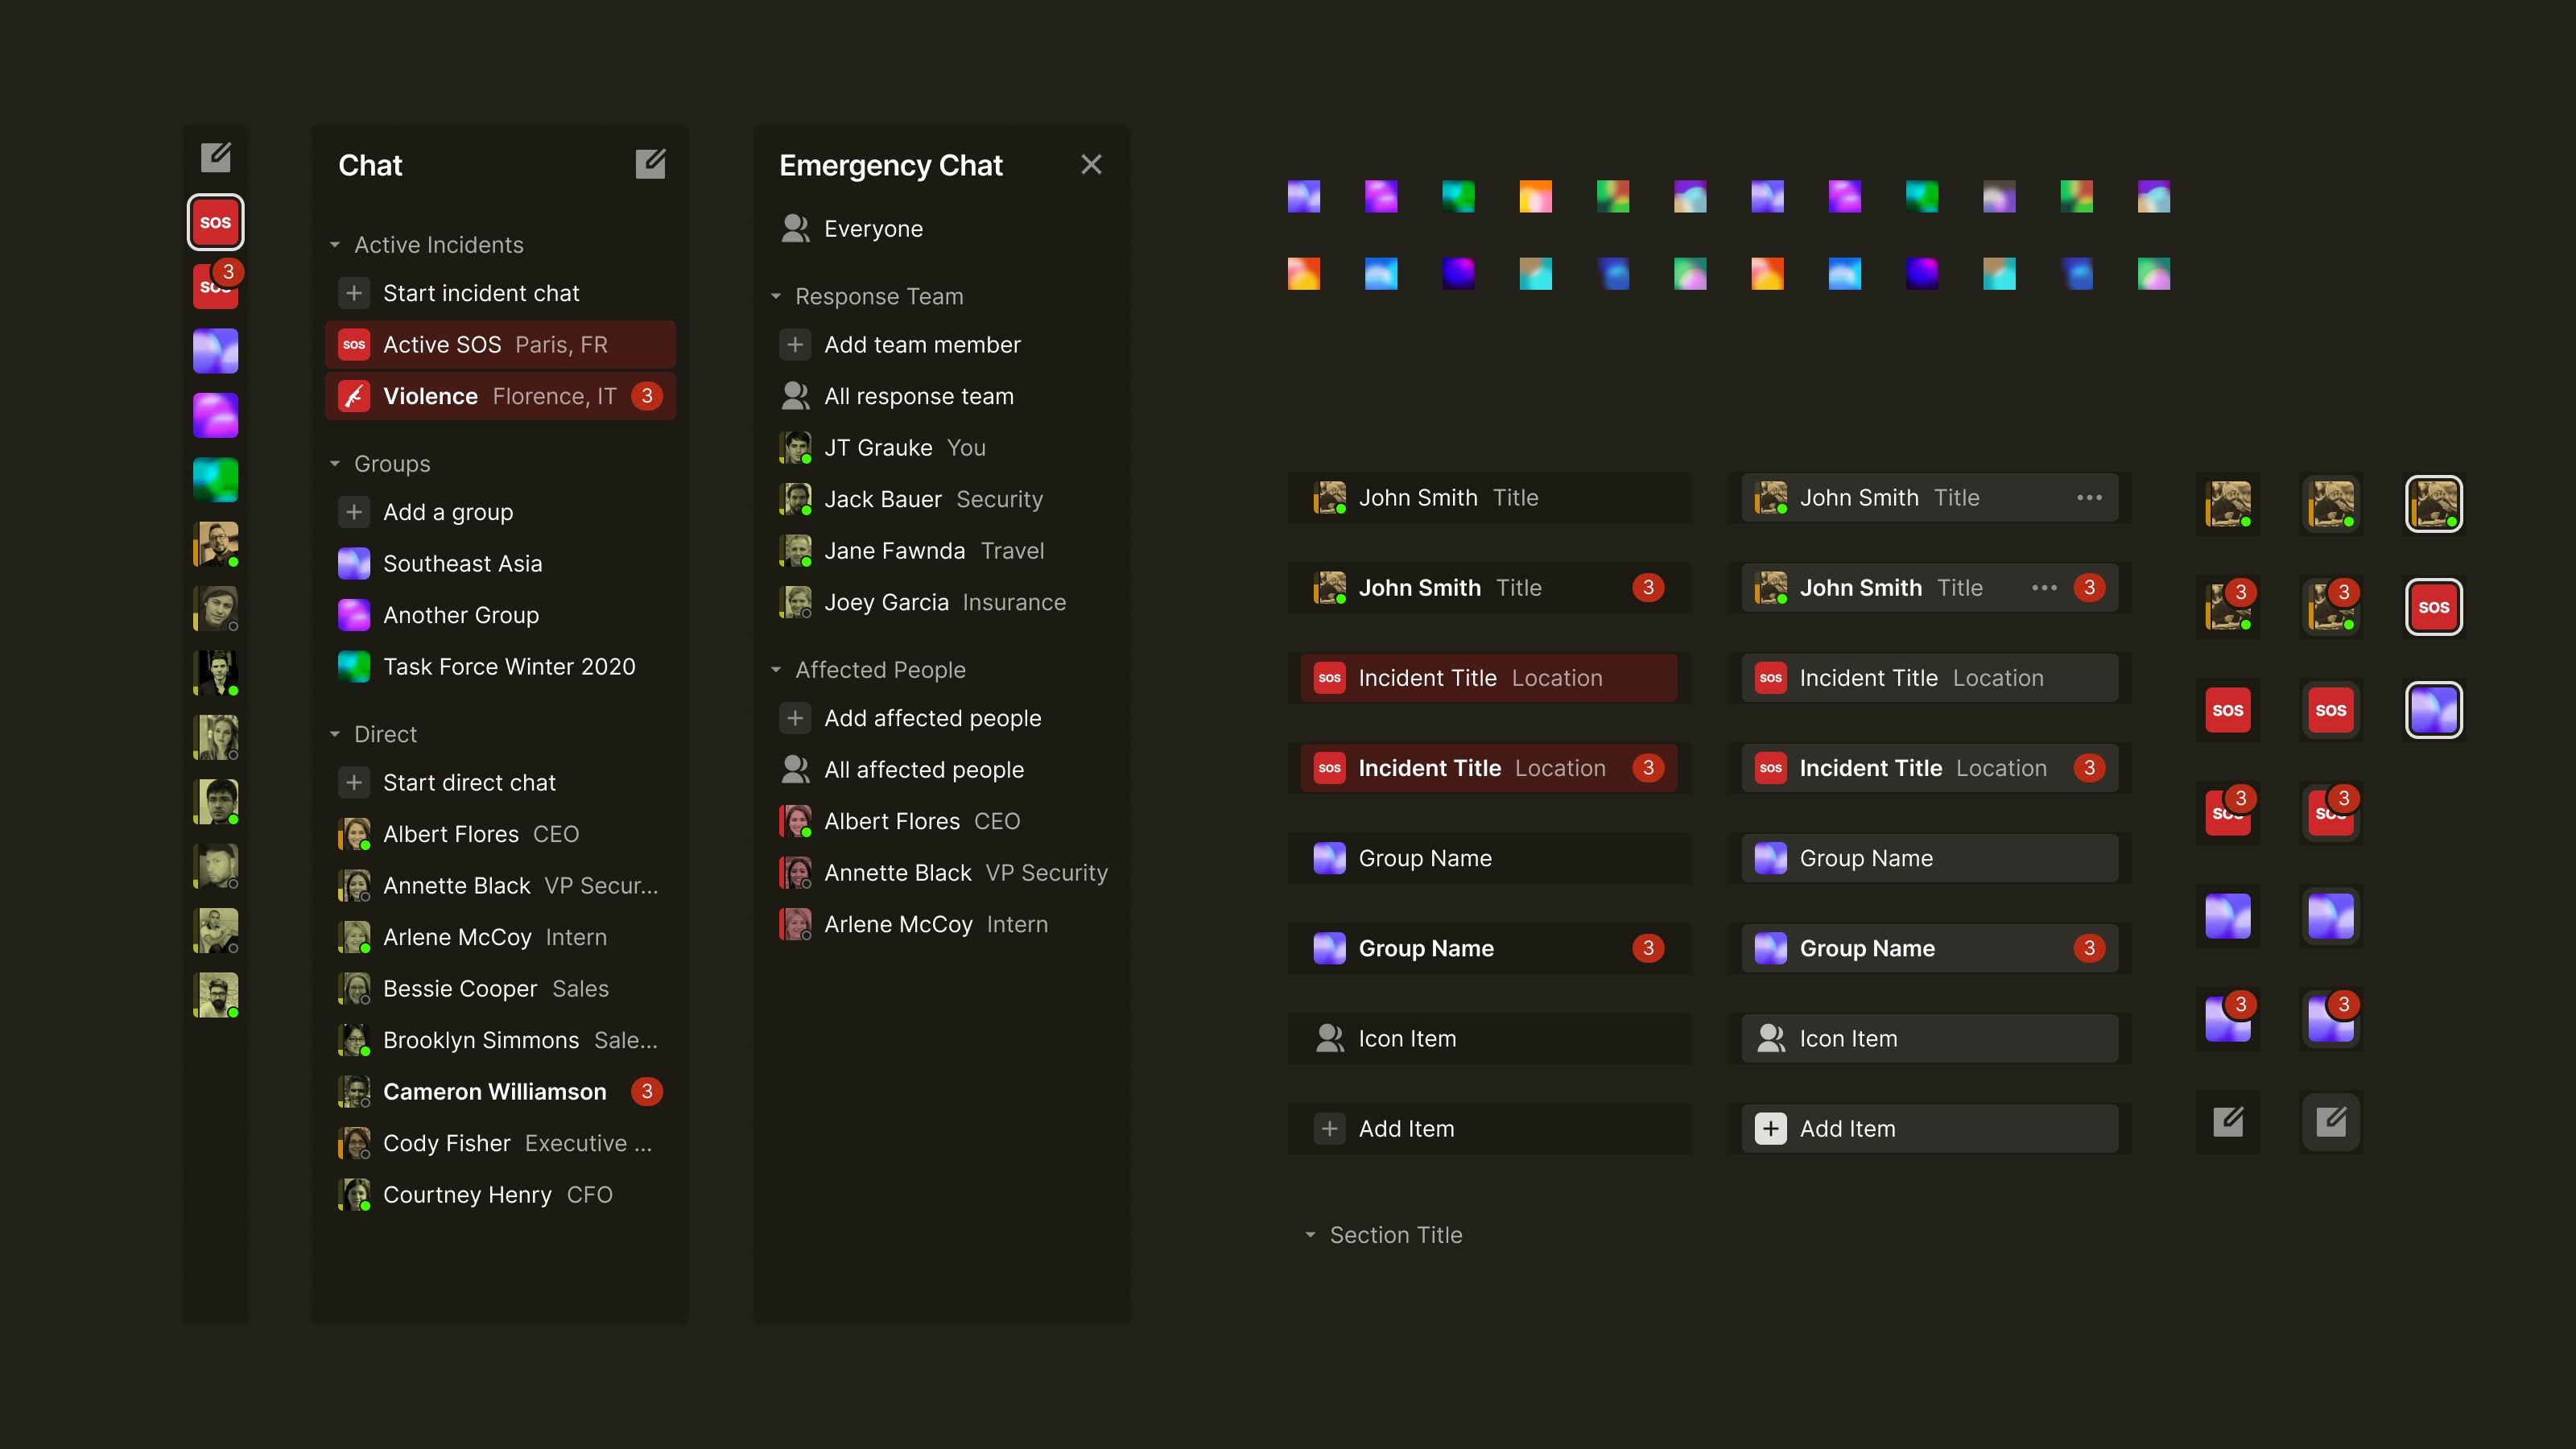 SOS
3
Chat
Active Incidents
Start incident chat
SOS Active SOS Paris, FR
Violence Florence, IT 3
Groups
Add a group
Southeast Asia
Another Group
Task Force Winter 2020
Direct
Start direct chat
Albert Flores CEO
Annette Black VP Secur...
Arlene McCoy Intern
Bessie Cooper Sales
Brooklyn Simmons Sale...
Cameron Williamson 3
Cody Fisher Executive ...
Courtney Henry CFO
Emergency Chat
Everyone
Response Team
Add team member
All response team
JT Grauke You
Jack Bauer Security
Jane Fawnda Travel
Joey Garcia Insurance
Affected People
Add affected people
All affected people
Albert Flores CEO
Annette Black VP Security
Arlene McCoy Intern
John Smith Title
John Smith Title 3
SOS Incident Title Location
SOS Incident Title Location 3
Group Name
Group Name 3
Icon Item
Add Item
Section Title
John Smith Title
John Smith Title 3
SOS Incident Title Location
SOS Incident Title Location 3
Group Name
Group Name 3
Icon Item
Add Item
3 3 SOS
SOS SOS
3 3
3 3